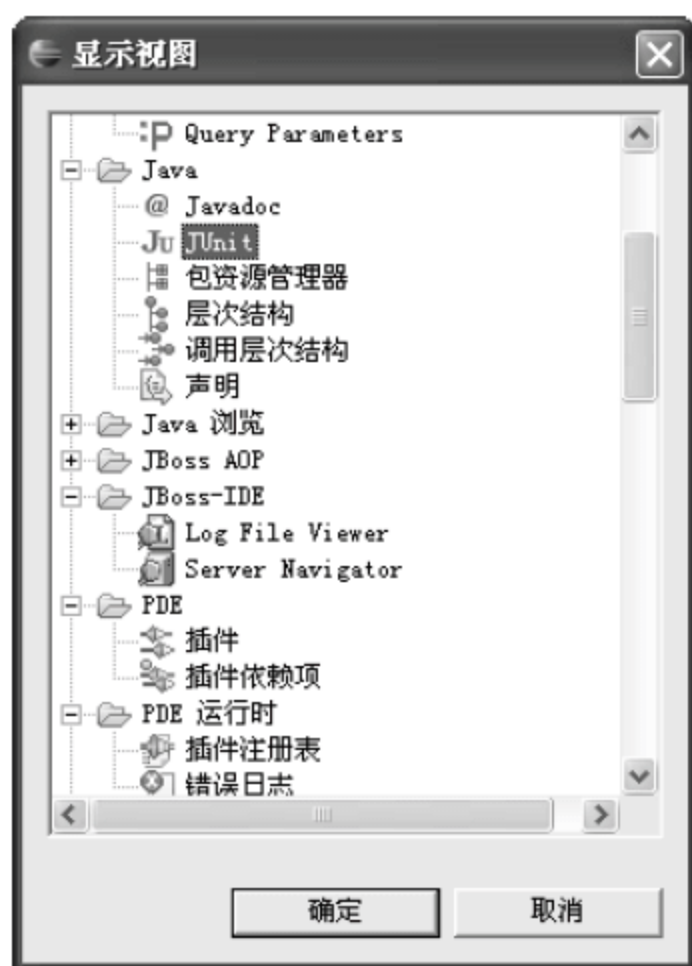 显示视图
Query Parameters
Java
Javadoc
JUnit
包资源管理器
层次结构
调用层次结构
声明
Java 浏览
JBoss AOP
JBoss-IDE
Log File Viewer
Server Navigator
PDE
插件
插件依赖项
PDE 运行时
插件注册表
错误日志
确定
取消